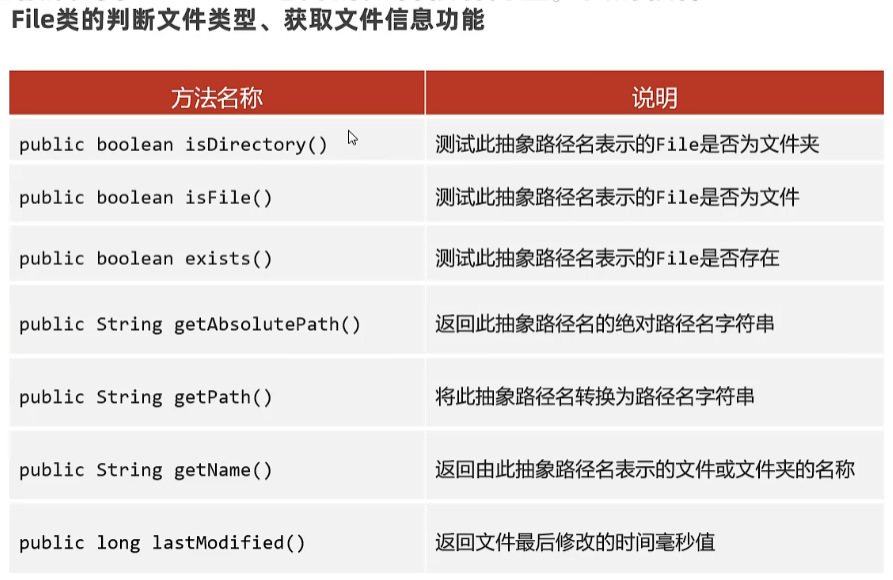 File类的判断文件类型、获取文件信息功能
方法名称 说明
public boolean isDirectory() 测试此抽象路径名表示的File是否为文件夹
public boolean isFile() 测试此抽象路径名表示的File是否为文件
public boolean exists() 测试此抽象路径名表示的File是否存在
public String getAbsolutePath() 返回此抽象路径名的绝对路径名字符串
public String getPath() 将此抽象路径名转换为路径名字符串
public String getName() 返回由此抽象路径名表示的文件或文件夹的名称
public long lastModified() 返回文件最后修改的时间毫秒值